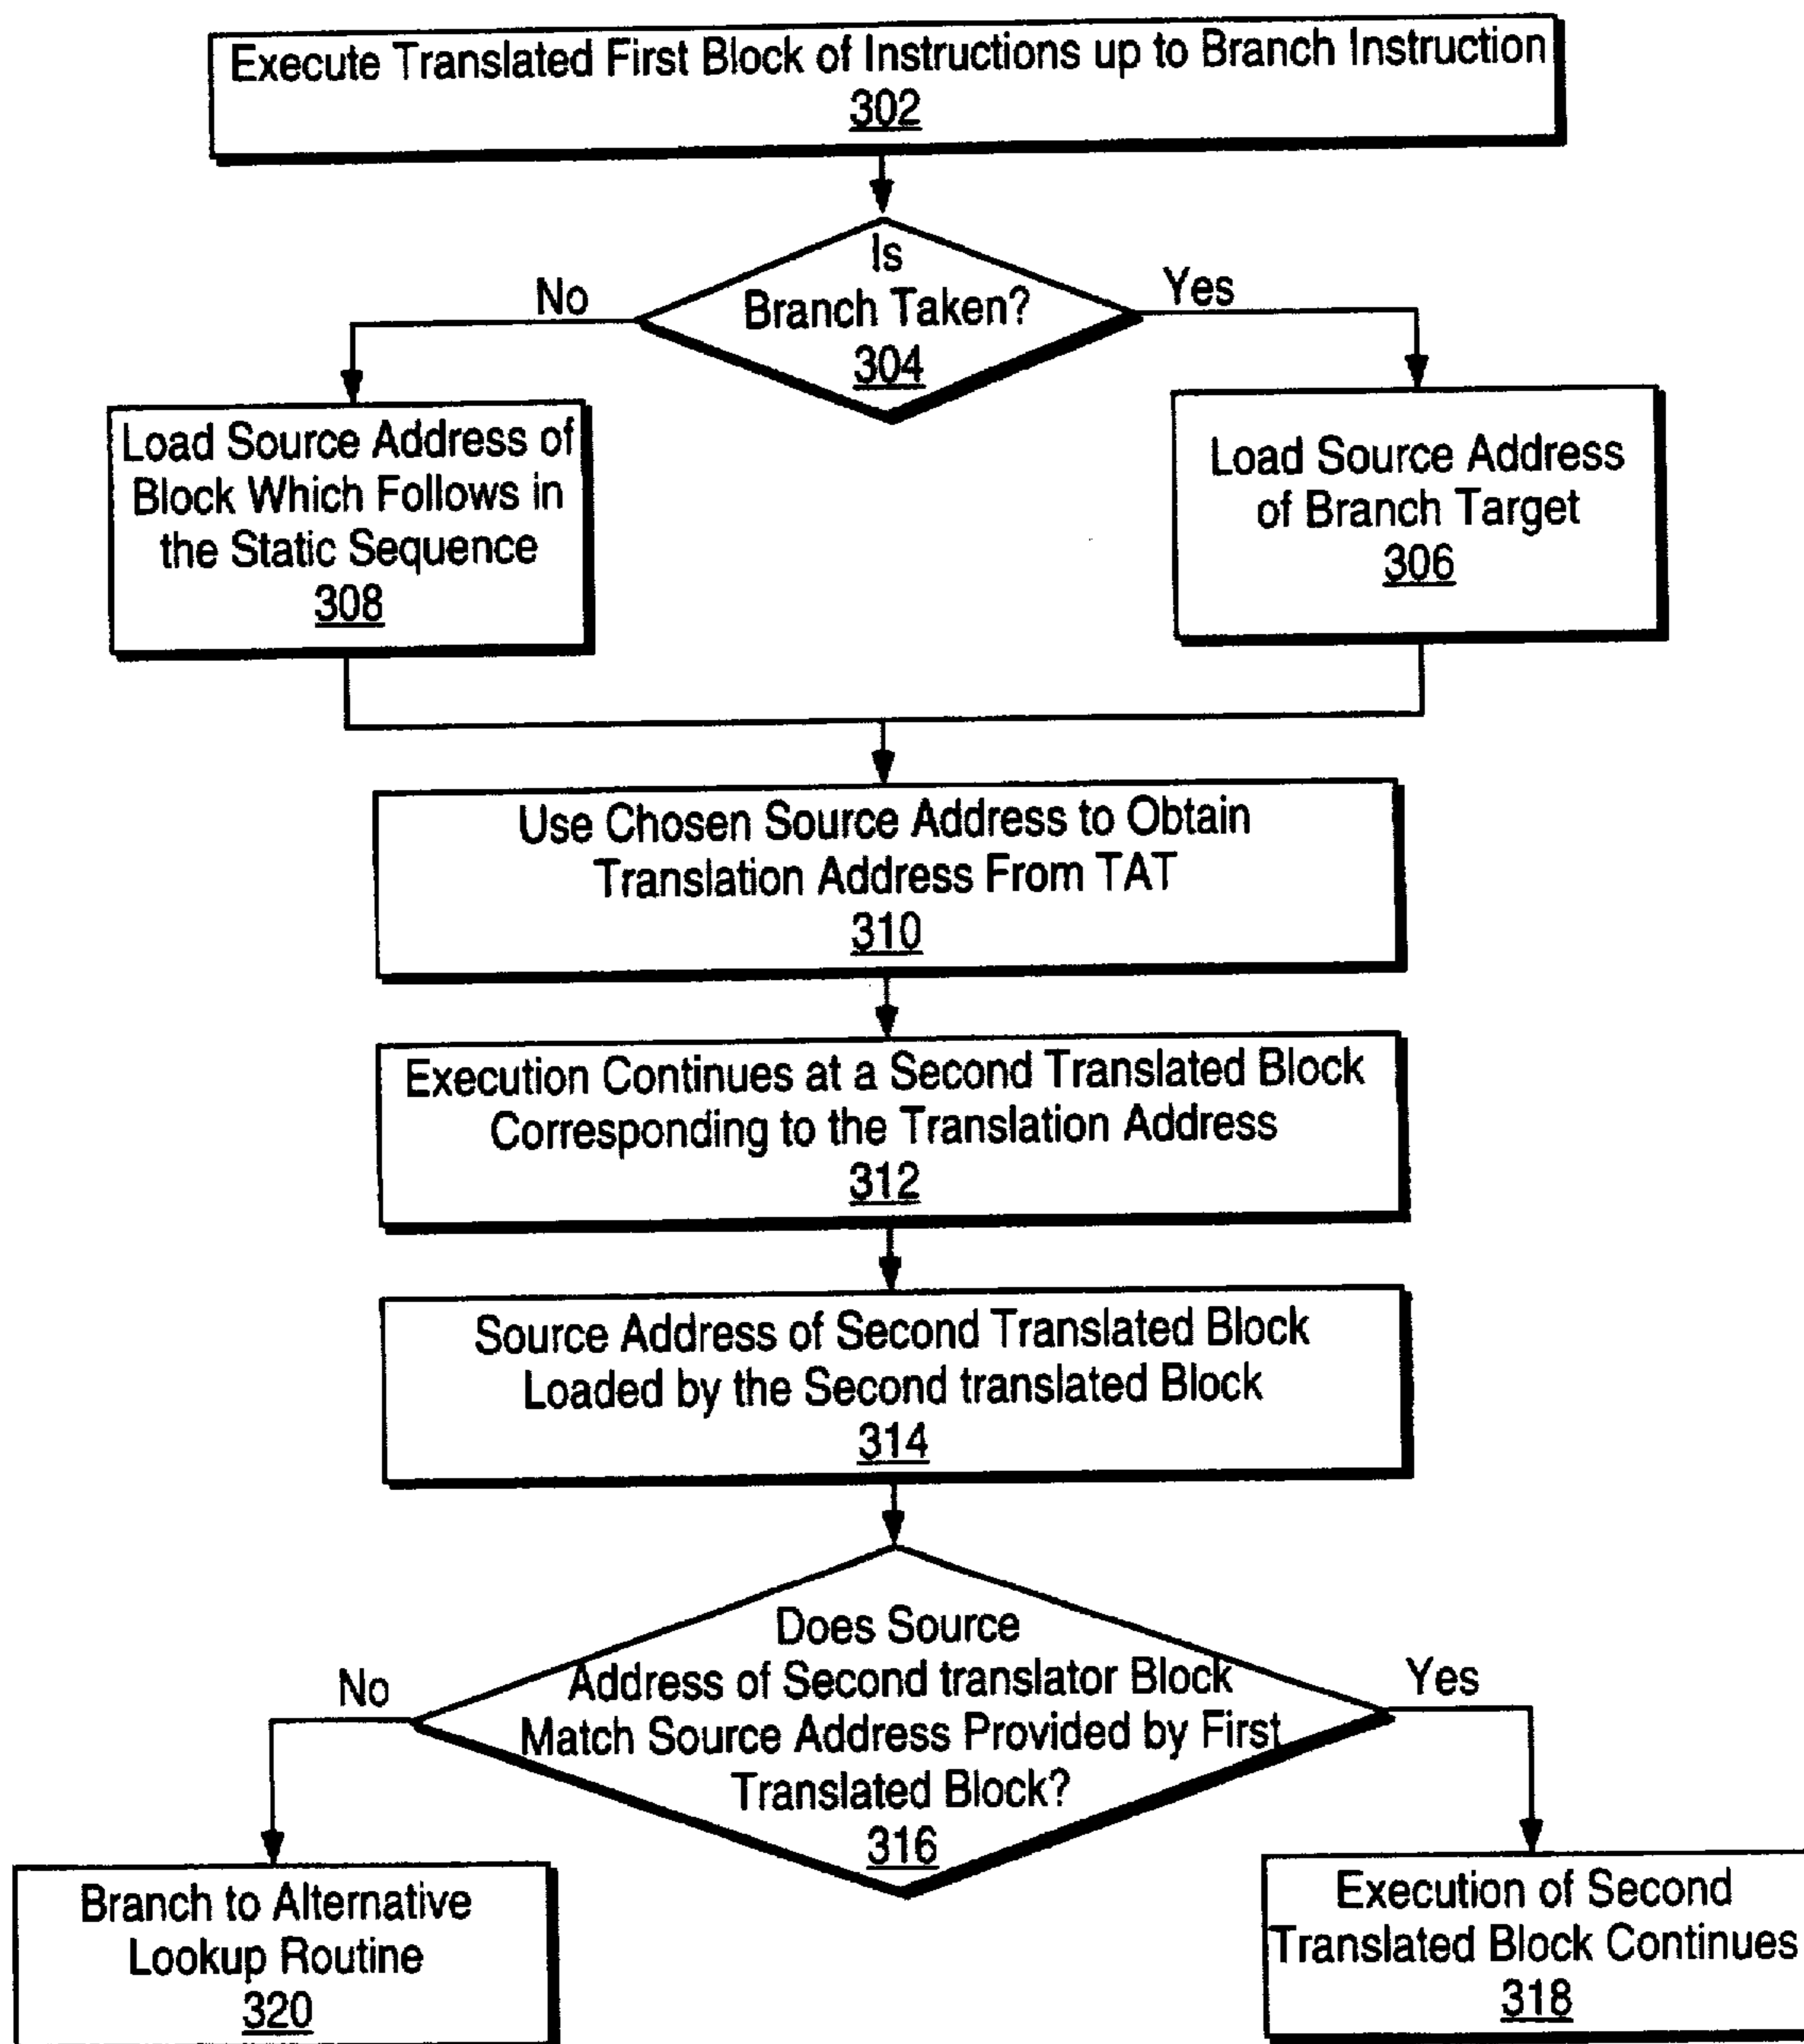 Execute Translated First Block of Instructions up to Branch Instruction
302
Is
Branch Taken?
304
No
Yes
Load Source Address of
Block Which Follows in
the Static Sequence
308
Load Source Address
of Branch Target
306
Use Chosen Source Address to Obtain
Translation Address From TAT
310
Execution Continues at a Second Translated Block
Corresponding to the Translation Address
312
Source Address of Second Translated Block
Loaded by the Second translated Block
314
Does Source
Address of Second translator Block
Match Source Address Provided by First
Translated Block?
316
No
Yes
Branch to Alternative
Lookup Routine
320
Execution of Second
Translated Block Continues
318